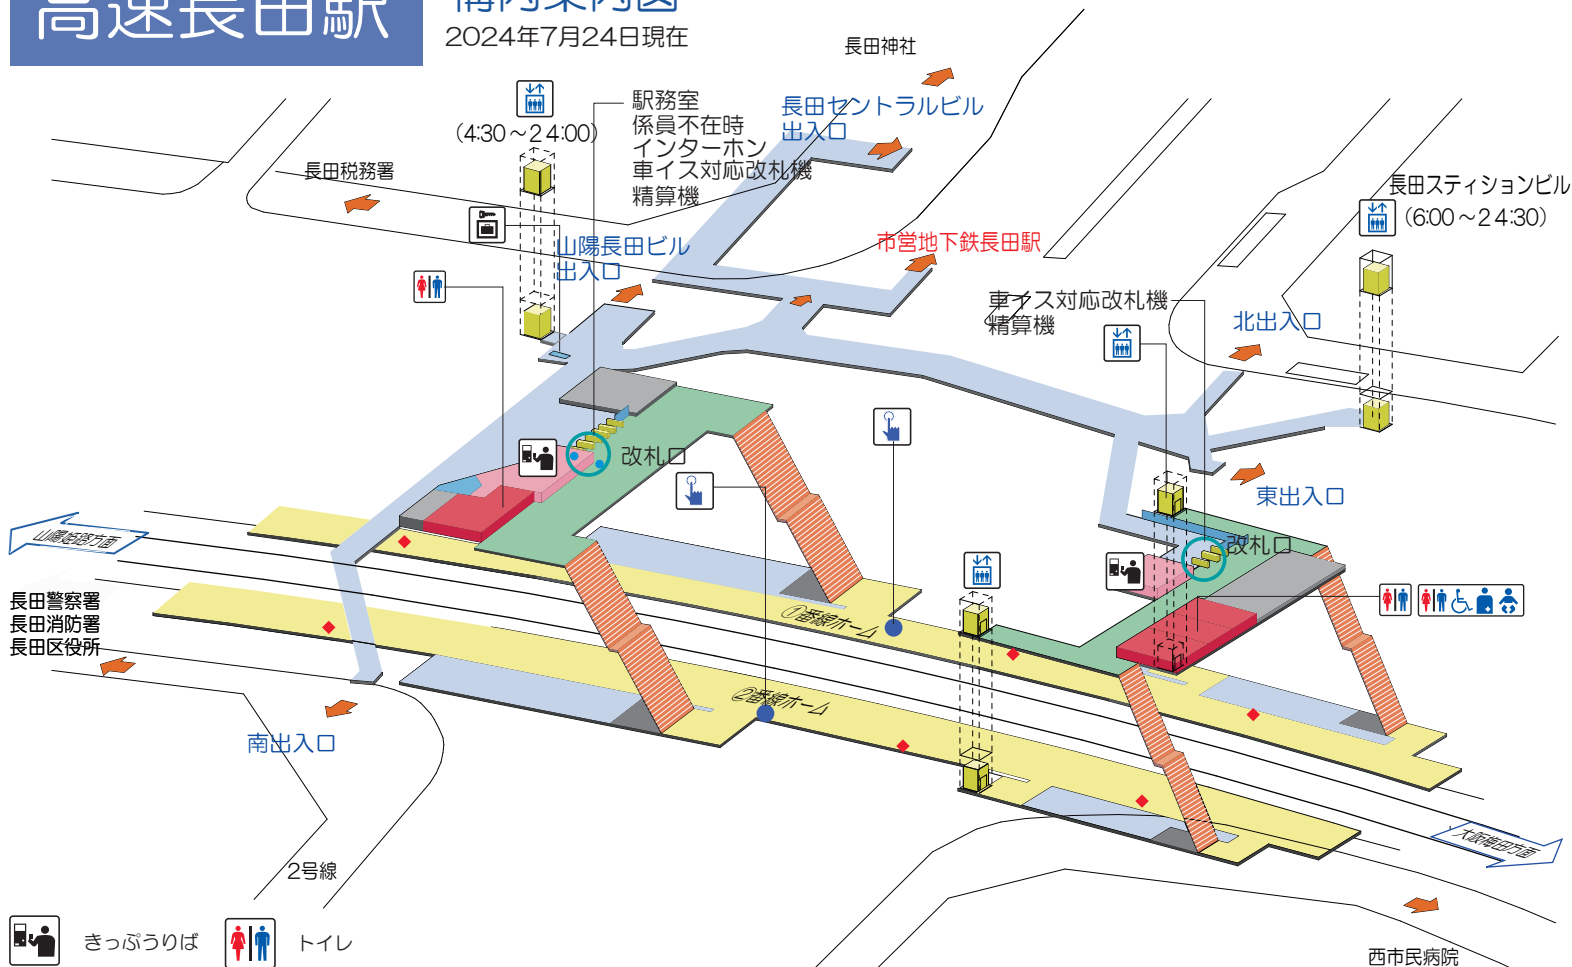 高速長田駅
構内案内図
2024年7月24日現在
長田神社
(4:30～24:00)
駅務室
係員不在時
インターホン
車イス対応改札機
精算機
長田セントラルビル
出入口
長田税務署
長田スティションビル
(6:00～24:30)
山陽長田ビル
出入口
市営地下鉄長田駅
車イス対応改札機
精算機
北出入口
改札口
東出入口
改札口
山陽姫路方面
長田警察署
長田消防署
長田区役所
①番線ホーム
②番線ホーム
南出入口
大阪梅田方面
2号線
きっぷうりば
トイレ
西市民病院